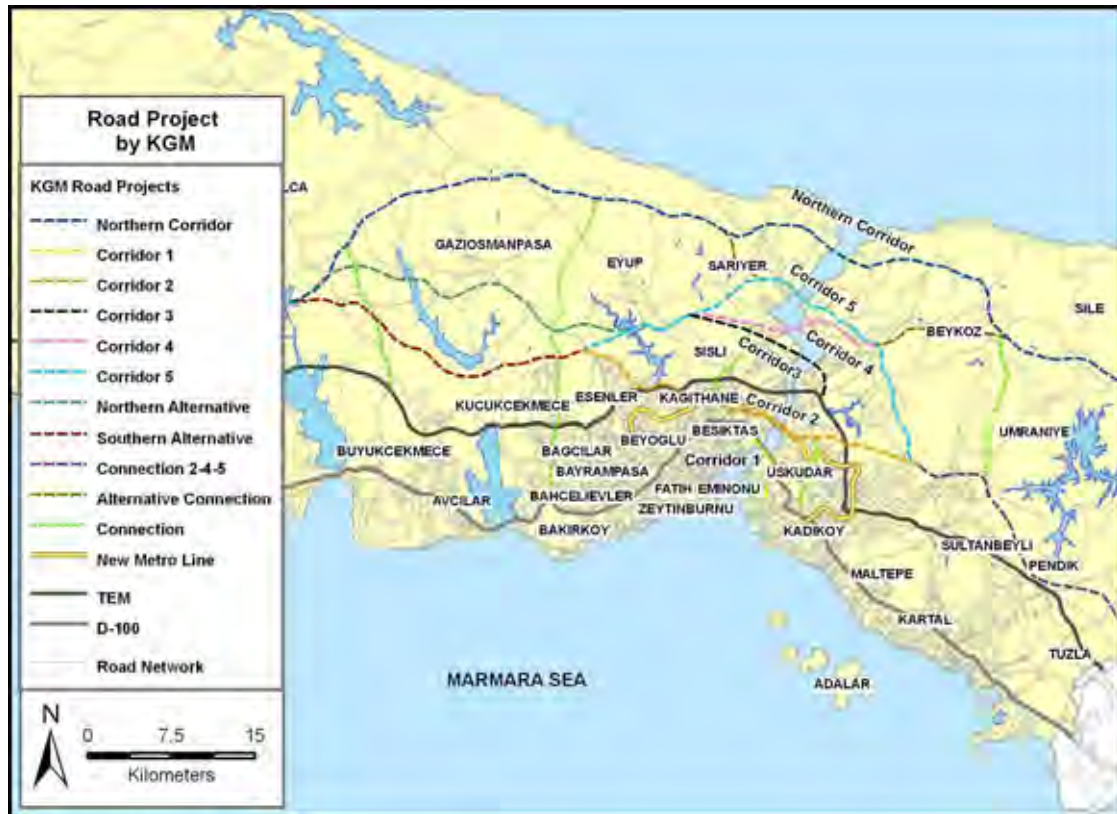 Road Project
by KGM
KGM Road Projects
Northern Corridor
Corridor 1
Corridor 2
Corridor 3
Corridor 4
Corridor 5
Northern Alternative
Southern Alternative
Connection 2-4-5
Alternative Connection
Connection
New Metro Line
TEM
D-100
Road Network
N
0 7.5 15
Kilometers
LCA
GAZIOSMANPASA
EYUP
SARIYER
Northern Corridor
Corridor 5
SILE
BEYKOZ
Corridor 4
Corridor3
SISLI
KUCUKCEKMECE
ESENLER
KAGITHANE
Corridor 2
UMRANIYE
BUYUKCEKMECE
BAGCILAR
BEYOGLU
BESIKTAS
Corridor 1
BAYRAMPASA
USKUDAR
AVCILAR
BAHCELIEVLER
FATIH EMINONU
ZEYTINBURNU
BAKIRKOY
KADIKOY
SULTANBEYLI
PENDIK
MALTEPE
KARTAL
TUZLA
MARMARA SEA
ADALAR